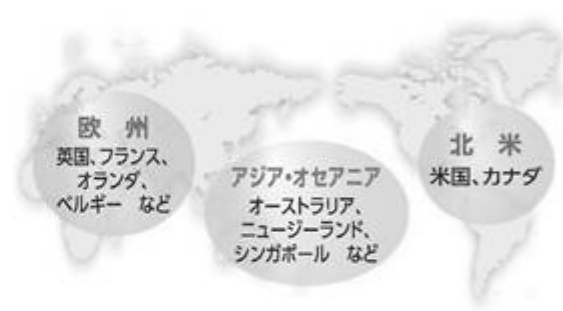 欧 州
英国、フランス、
オランダ、
ベルギー など
アジア・オセアニア
オーストラリア、
ニュージーランド、
シンガポール など
北 米
米国、カナダ